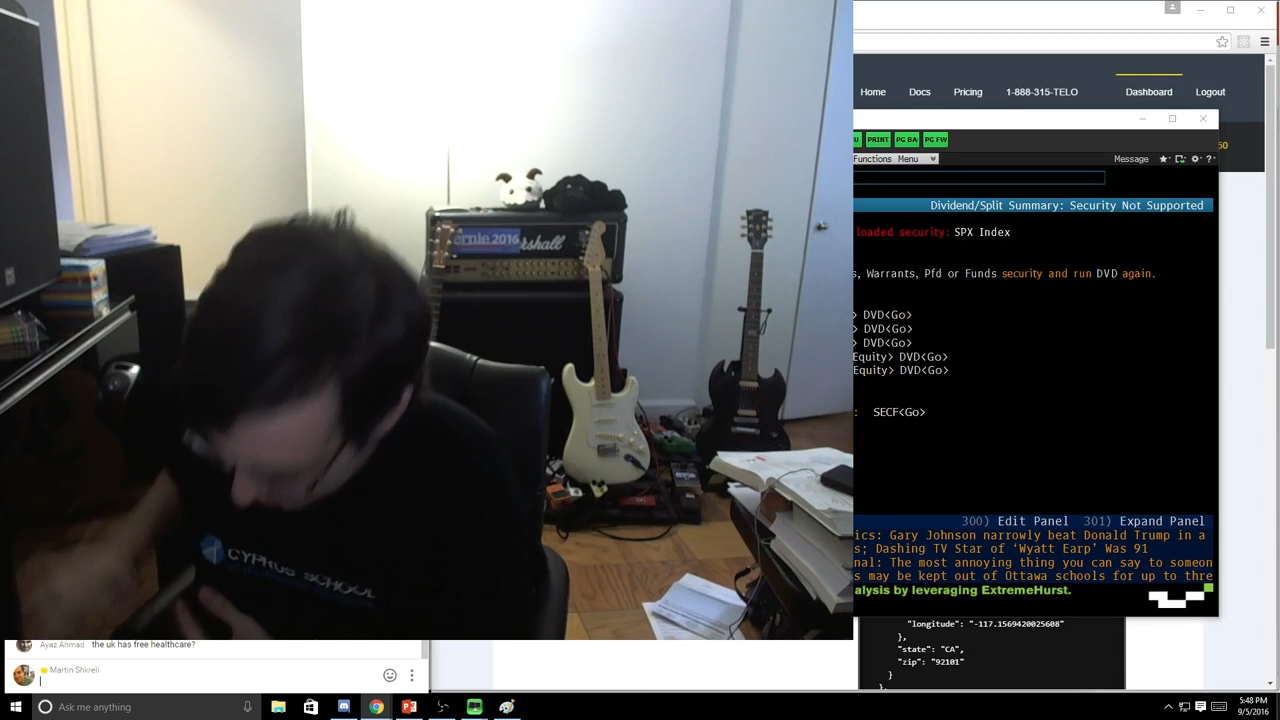 Home Docs Pricing 1-888-315-TELO Dashboard Logout
PRINT PG BA PG FW
Functions Menu Message
Dividend/Split Summary: Security Not Supported
ernie 2016
loaded security: SPX Index
s, Warrants, Pfd or Funds security and run DVD again.
> DVD<Go>
> DVD<Go>
> DVD<Go>
Equity> DVD<Go>
Equity> DVD<Go>
: SECF<Go>
300) Edit Panel 301) Expand Panel
ics: Gary Johnson narrowly beat Donald Trump in a
s; Dashing TV Star of ‘Wyatt Earp’ Was 91
nal: The most annoying thing you can say to someon
s may be kept out of Ottawa schools for up to thre
alysis by leveraging ExtremeHurst.
CYPRUS SCHOOL
"longitude": "-117.1569420025608"
},
"state": "CA",
"zip": "92101"
}
},
Ayaz Ahmad the uk has free healthcare?
Martin Shkreli
Ask me anything
5:48 PM
9/5/2016